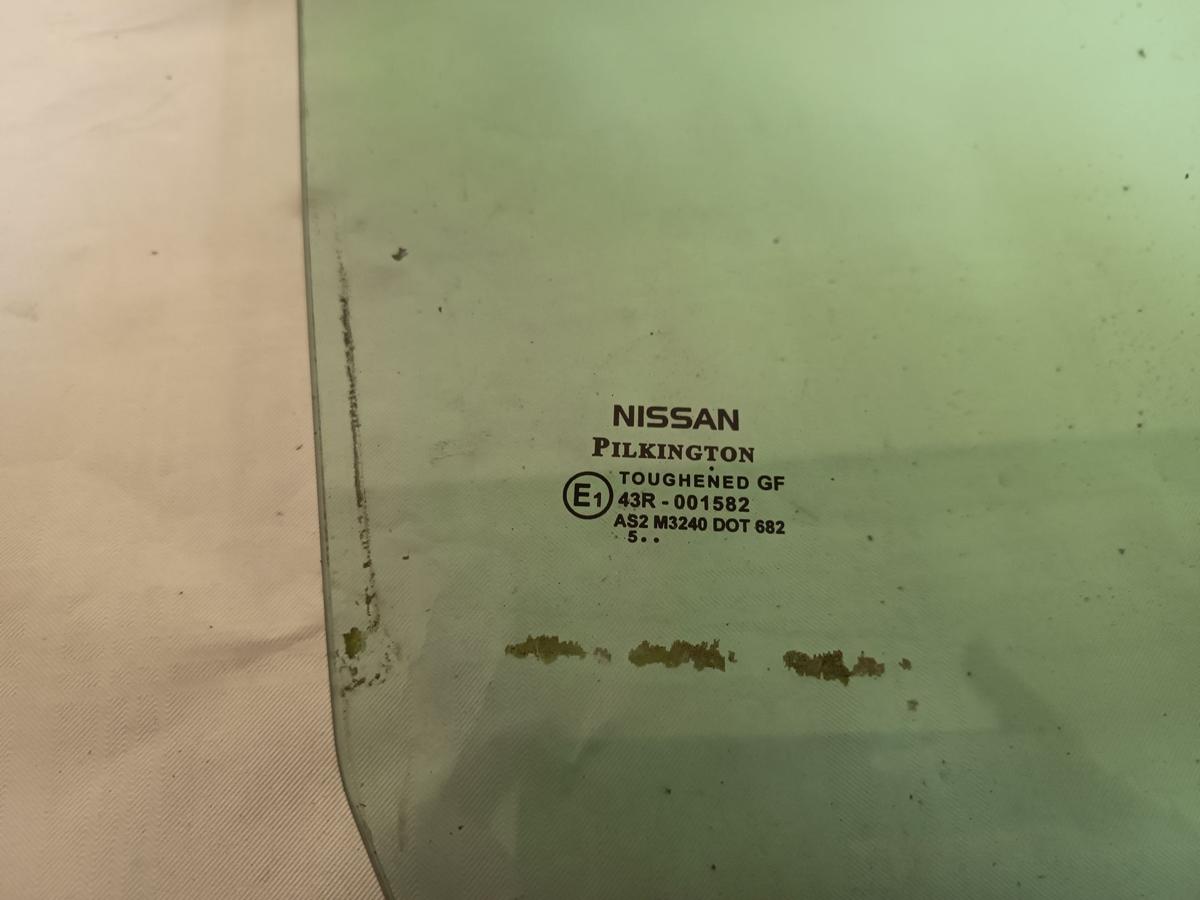 NISSAN
PILKINGTON
TOUGHENED GF
E1 43R - 001582
AS2 M3240 DOT 682
5 . .